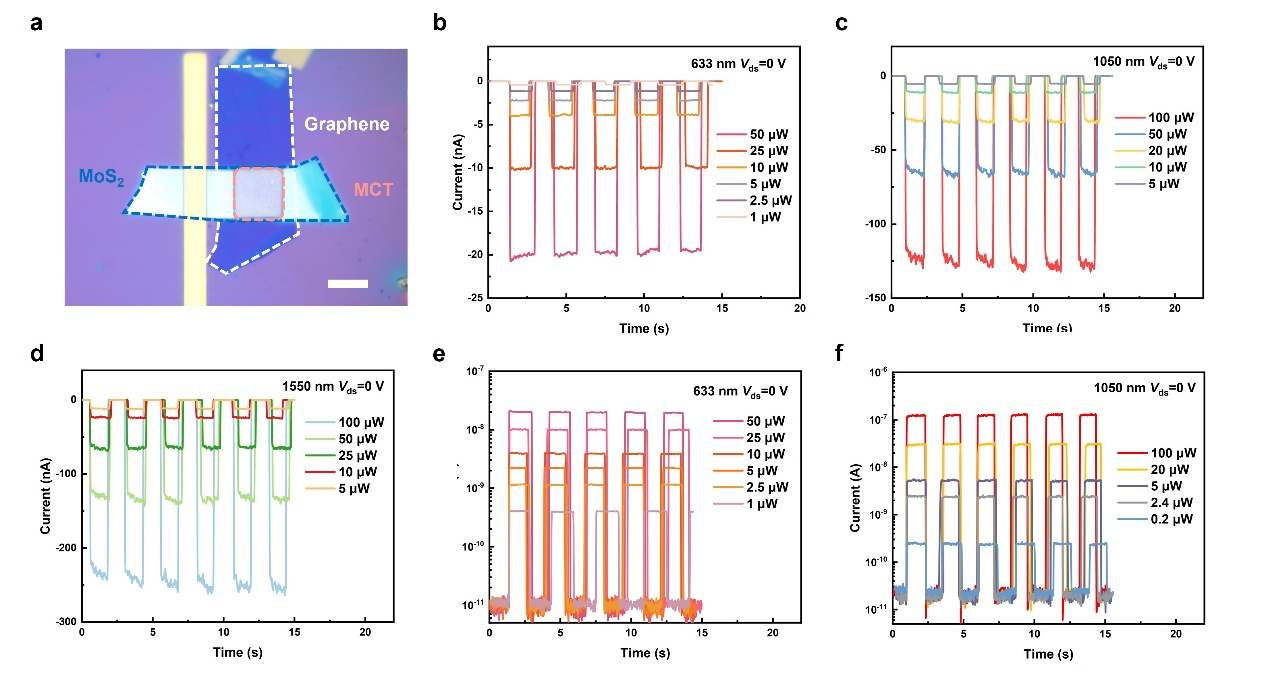 a
Graphene
MoS2
MCT
b
633 nm Vds=0 V
0
-5
-10
-15
-20
-25
Current (nA)
50 µW
25 µW
10 µW
5 µW
2.5 µW
1 µW
0 5 10 15 20
Time (s)
c
1050 nm Vds=0 V
0
-50
-100
-150
100 µW
50 µW
20 µW
10 µW
5 µW
0 5 10 15 20
Time (s)
d
1550 nm Vds=0 V
0
-100
-200
-300
Current (nA)
100 µW
50 µW
25 µW
10 µW
5 µW
0 5 10 15 20
Time (s)
e
633 nm Vds=0 V
10-7
10-8
10-9
10-10
10-11
50 µW
25 µW
10 µW
5 µW
2.5 µW
1 µW
0 5 10 15 20
Time (s)
f
1050 nm Vds=0 V
10-6
10-7
10-8
10-9
10-10
10-11
Current (A)
100 µW
20 µW
5 µW
2.4 µW
0.2 µW
0 5 10 15 20
Time (s)